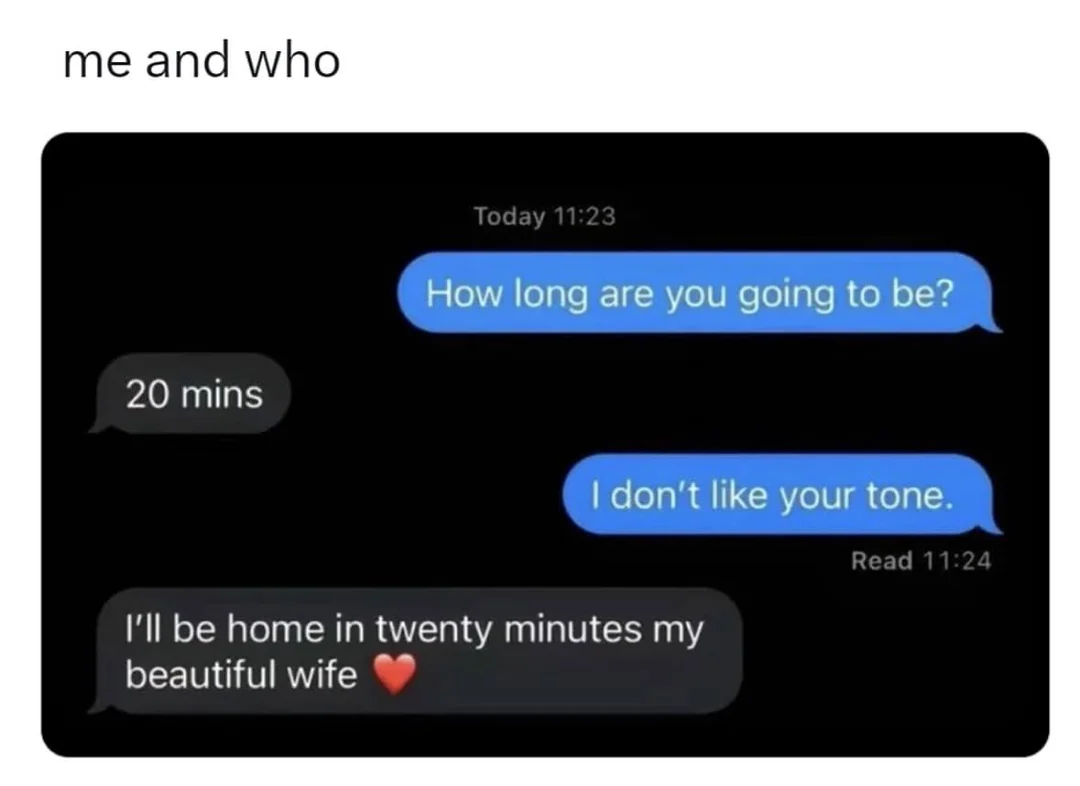 me and who
Today 11:23
How long are you going to be?
20 mins
I don't like your tone.
Read 11:24
I'll be home in twenty minutes my
beautiful wife ❤️